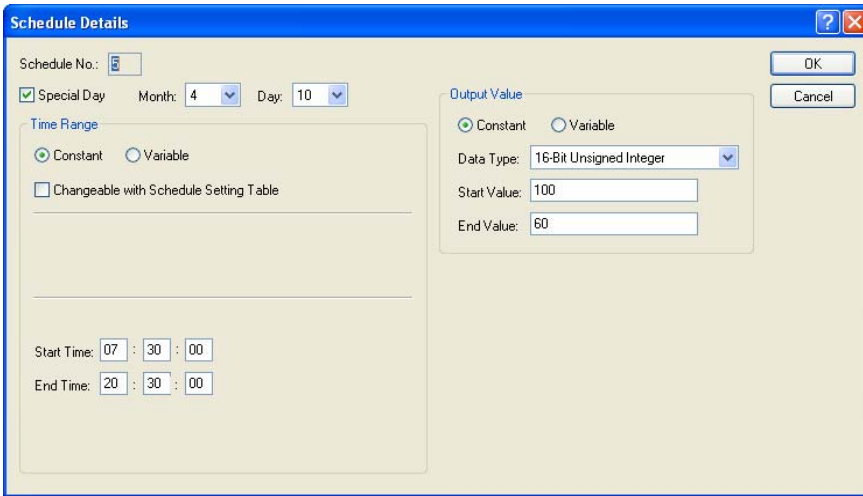 Schedule Details
Schedule No.: 5
OK
Special Day Month: 4 Day: 10
Cancel
Time Range
Constant Variable
Changeable with Schedule Setting Table
Start Time: 07 : 30 : 00
End Time: 20 : 30 : 00
Output Value
Constant Variable
Data Type: 16-Bit Unsigned Integer
Start Value: 100
End Value: 60